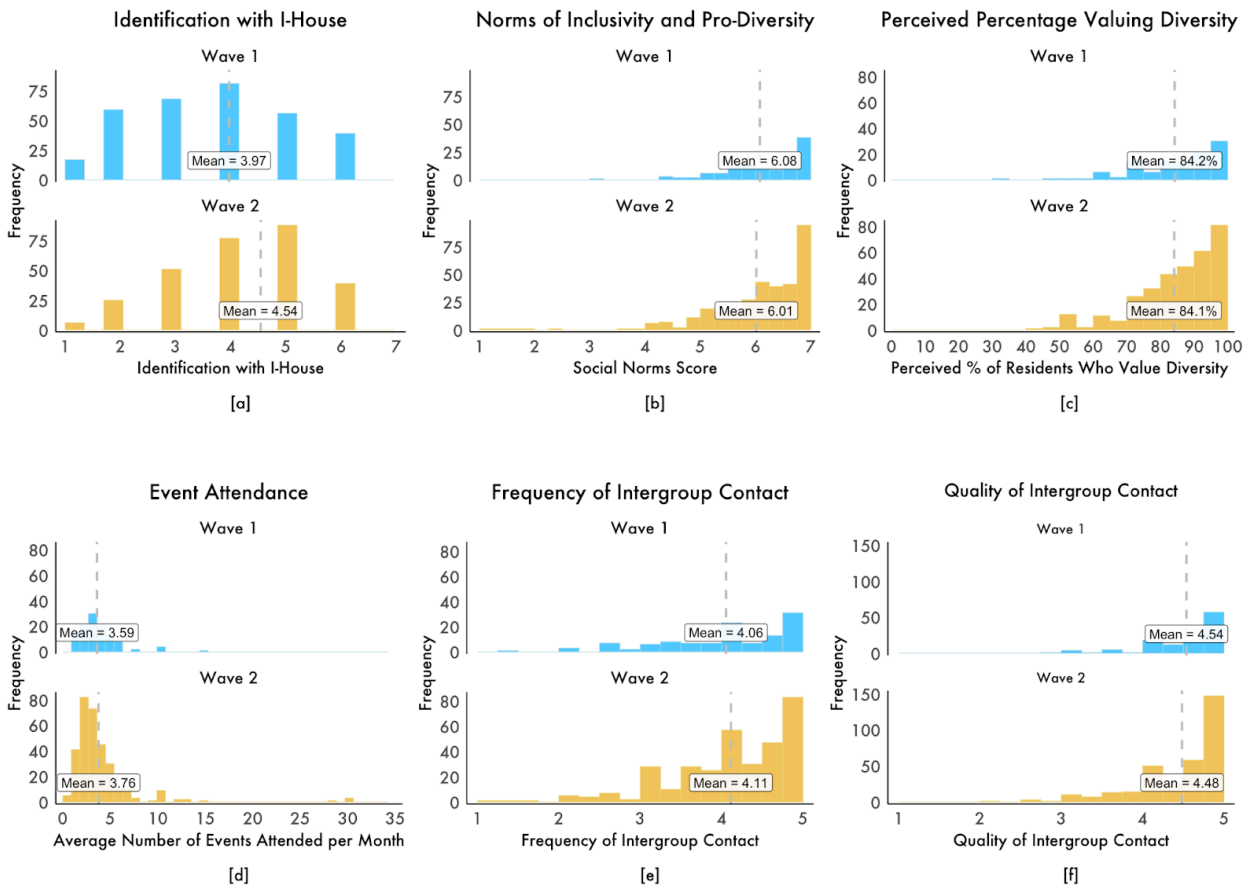 Identification with I-House
Norms of Inclusivity and Pro-Diversity
Perceived Percentage Valuing Diversity
Wave 1
Wave 1
Wave 1
75
50
25
0
Mean = 3.97
75
50
25
0
Mean = 6.08
80
60
40
20
0
Mean = 84.2%
Frequency
Frequency
Frequency
Wave 2
Wave 2
Wave 2
75
50
25
0
Mean = 4.54
75
50
25
0
Mean = 6.01
80
60
40
20
0
Mean = 84.1%
1 2 3 4 5 6 7
1 2 3 4 5 6 7
0 10 20 30 40 50 60 70 80 90 100
Identification with I-House
Social Norms Score
Perceived % of Residents Who Value Diversity
[a]
[b]
[c]
Event Attendance
Frequency of Intergroup Contact
Quality of Intergroup Contact
Wave 1
Wave 1
Wave 1
80
60
40
20
0
Mean = 3.59
80
60
40
20
0
Mean = 4.06
150
100
50
0
Mean = 4.54
Frequency
Frequency
Frequency
Wave 2
Wave 2
Wave 2
80
60
40
20
0
Mean = 3.76
80
60
40
20
0
Mean = 4.11
150
100
50
0
Mean = 4.48
0 5 10 15 20 25 30 35
1 2 3 4 5
1 2 3 4 5
Average Number of Events Attended per Month
Frequency of Intergroup Contact
Quality of Intergroup Contact
[d]
[e]
[f]